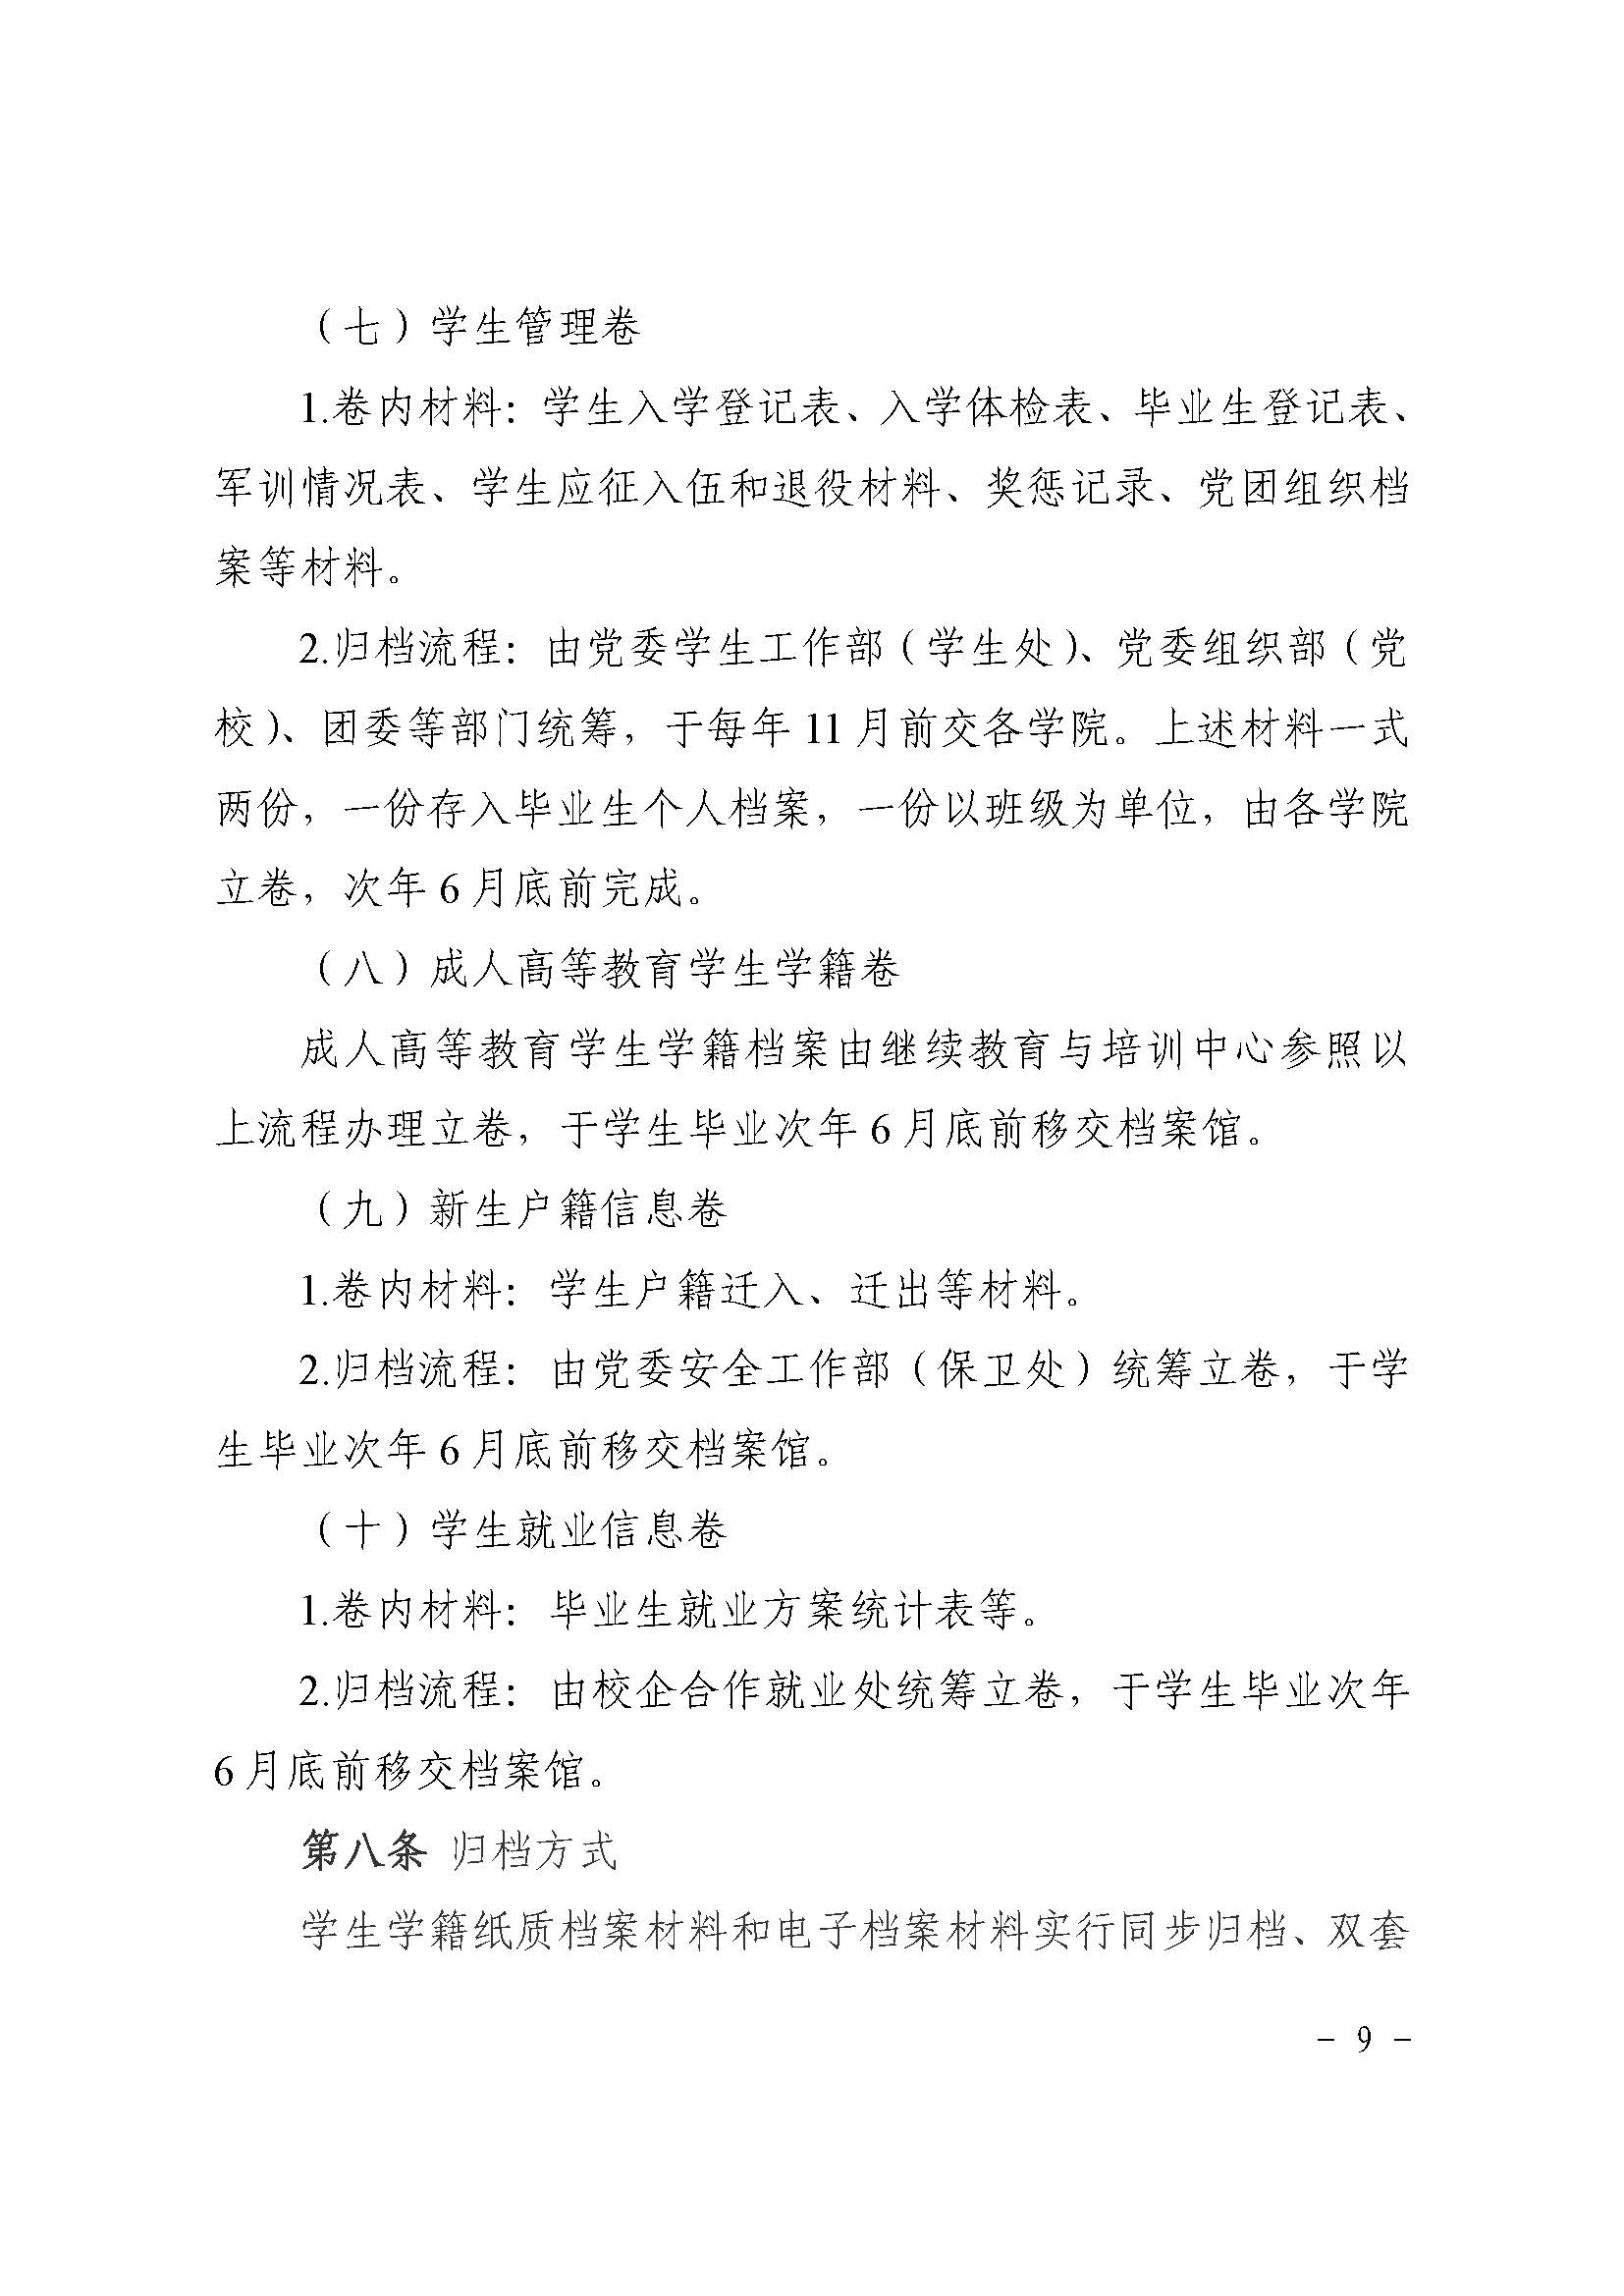 （七）学生管理卷
1.卷内材料：学生入学登记表、入学体检表、毕业生登记表、
军训情况表、学生应征入伍和退役材料、奖惩记录、党团组织档
案等材料。
2.归档流程：由党委学生工作部（学生处）、党委组织部（党
校）、团委等部门统筹，于每年 11 月前交各学院。上述材料一式
两份，一份存入毕业生个人档案，一份以班级为单位，由各学院
立卷，次年 6 月底前完成。
（八）成人高等教育学生学籍卷
成人高等教育学生学籍档案由继续教育与培训中心参照以
上流程办理立卷，于学生毕业次年 6 月底前移交档案馆。
（九）新生户籍信息卷
1.卷内材料：学生户籍迁入、迁出等材料。
2.归档流程：由党委安全工作部（保卫处）统筹立卷，于学
生毕业次年 6 月底前移交档案馆。
（十）学生就业信息卷
1.卷内材料：毕业生就业方案统计表等。
2.归档流程：由校企合作就业处统筹立卷，于学生毕业次年
6 月底前移交档案馆。
第八条 归档方式
学生学籍纸质档案材料和电子档案材料实行同步归档、双套
- 9 -